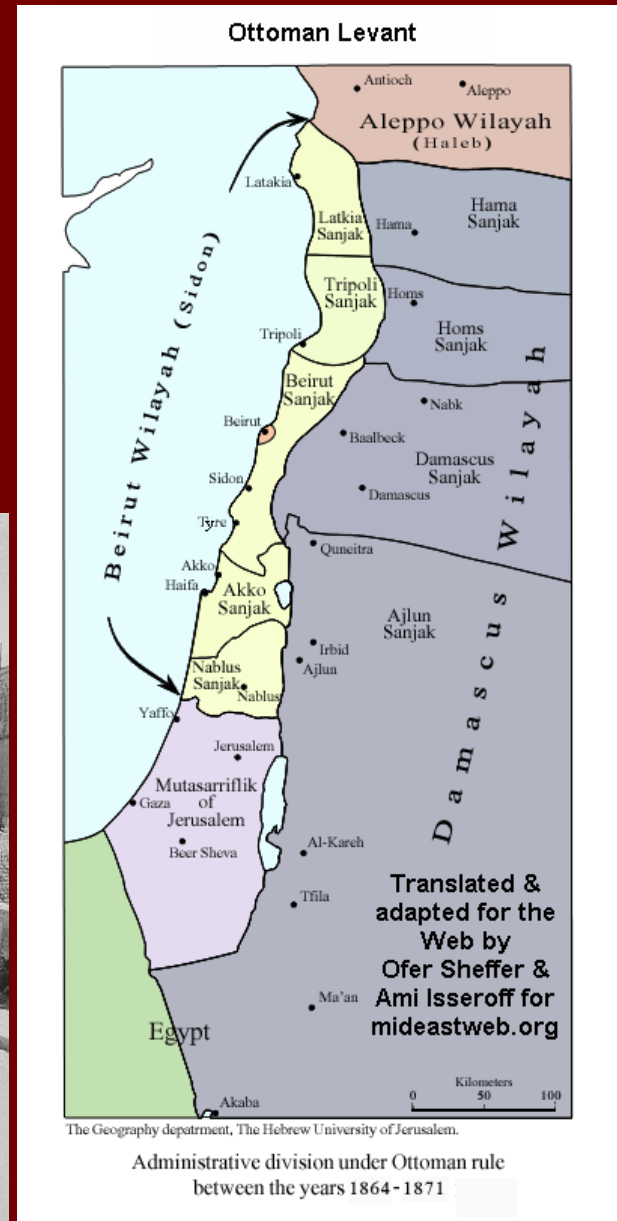 Ottoman Levant
Antioch
Aleppo
Aleppo Wilayah
(Haleb)
Latakia
Latkia
Sanjak
Hama
Hama
Sanjak
Beirut Wilayah (Sidon)
Tripoli
Sanjak
Homs
Homs
Sanjak
Tripoli
Beirut
Sanjak
Nabk
Beirut
Baalbeck
Damascus
Sanjak
Sidon
Damascus
Damascus Wilayah
Tyre
Quneitra
Akko
Haifa
Akko
Sanjak
Ajlun
Sanjak
Irbid
Ajlun
Nablus
Sanjak
Nablus
Yaffo
Jerusalem
Mutasarriflik
of
Jerusalem
Gaza
Beer Sheva
Al-Kareh
Tfila
Translated &
adapted for the
Web by
Ofer Sheffer &
Ami Isseroff for
mideastweb.org
Ma'an
Egypt
Kilometers
0 50 100
Akaba
The Geography depatrment, The Hebrew University of Jerusalem.
Administrative division under Ottoman rule
between the years 1864-1871